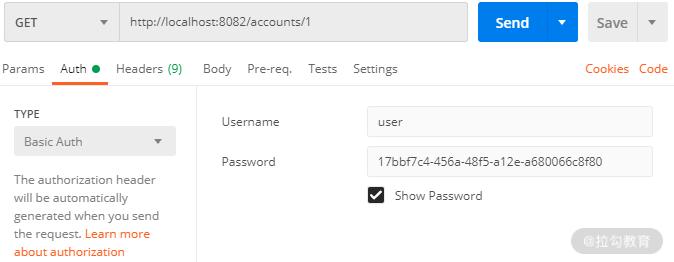 GET http://localhost:8082/accounts/1 Send Save
Params Auth Headers (9) Body Pre-req. Tests Settings Cookies Code
TYPE
Basic Auth
The authorization header
will be automatically
generated when you send
the request. Learn more
about authorization
Username user
Password 17bbf7c4-456a-48f5-a12e-a680066c8f80
Show Password
@拉勾教育